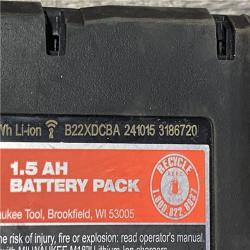 Wh Li-ion B22XDCBA 241015 3186720
1.5 AH
BATTERY PACK
RECYCLE
1.800.822.8837
aukee Tool, Brookfield, WI 53005
of injury, fire or explosion: read operator's manual.
with MILWAUKEE M18™ Lithium-Ion chargers